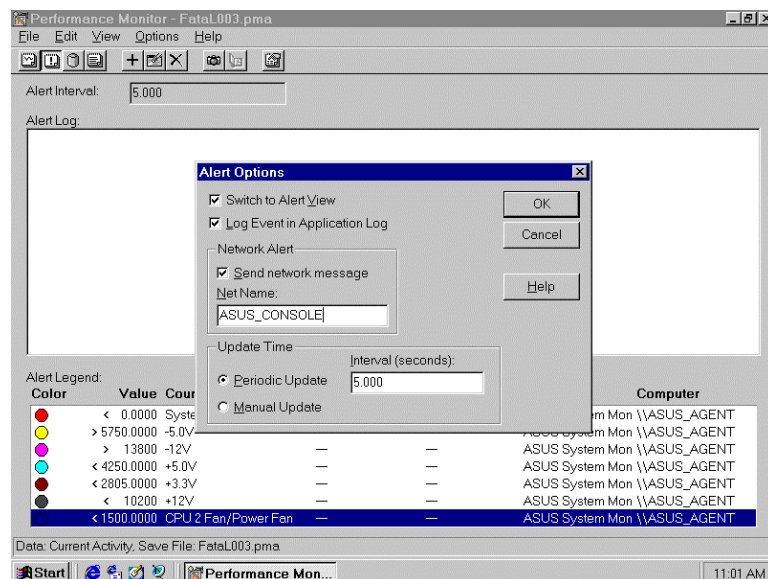 Performance Monitor - FataL003.pma
File Edit View Options Help
Alert Interval: 5.000
Alert Log:
Alert Options
Switch to Alert View
Log Event in Application Log
Network Alert
Send network message
Net Name:
ASUS_CONSOLE
Update Time
Interval (seconds):
Periodic Update 5.000
Manual Update
OK
Cancel
Help
Alert Legend:
Color Value Computer
< 0.0000 \\ASUS_AGENT
> 5750.0000 -5.0V ASUS System Mon \\ASUS_AGENT
> 13800 -12V — — ASUS System Mon \\ASUS_AGENT
< 4250.0000 +5.0V — — ASUS System Mon \\ASUS_AGENT
< 2805.0000 +3.3V — — ASUS System Mon \\ASUS_AGENT
< 10200 +12V — — ASUS System Mon \\ASUS_AGENT
< 1500.0000 CPU 2 Fan/Power Fan — — ASUS System Mon \\ASUS_AGENT
Data: Current Activity, Save File: FataL003.pma
Start Performance Mon... 11:01 AM